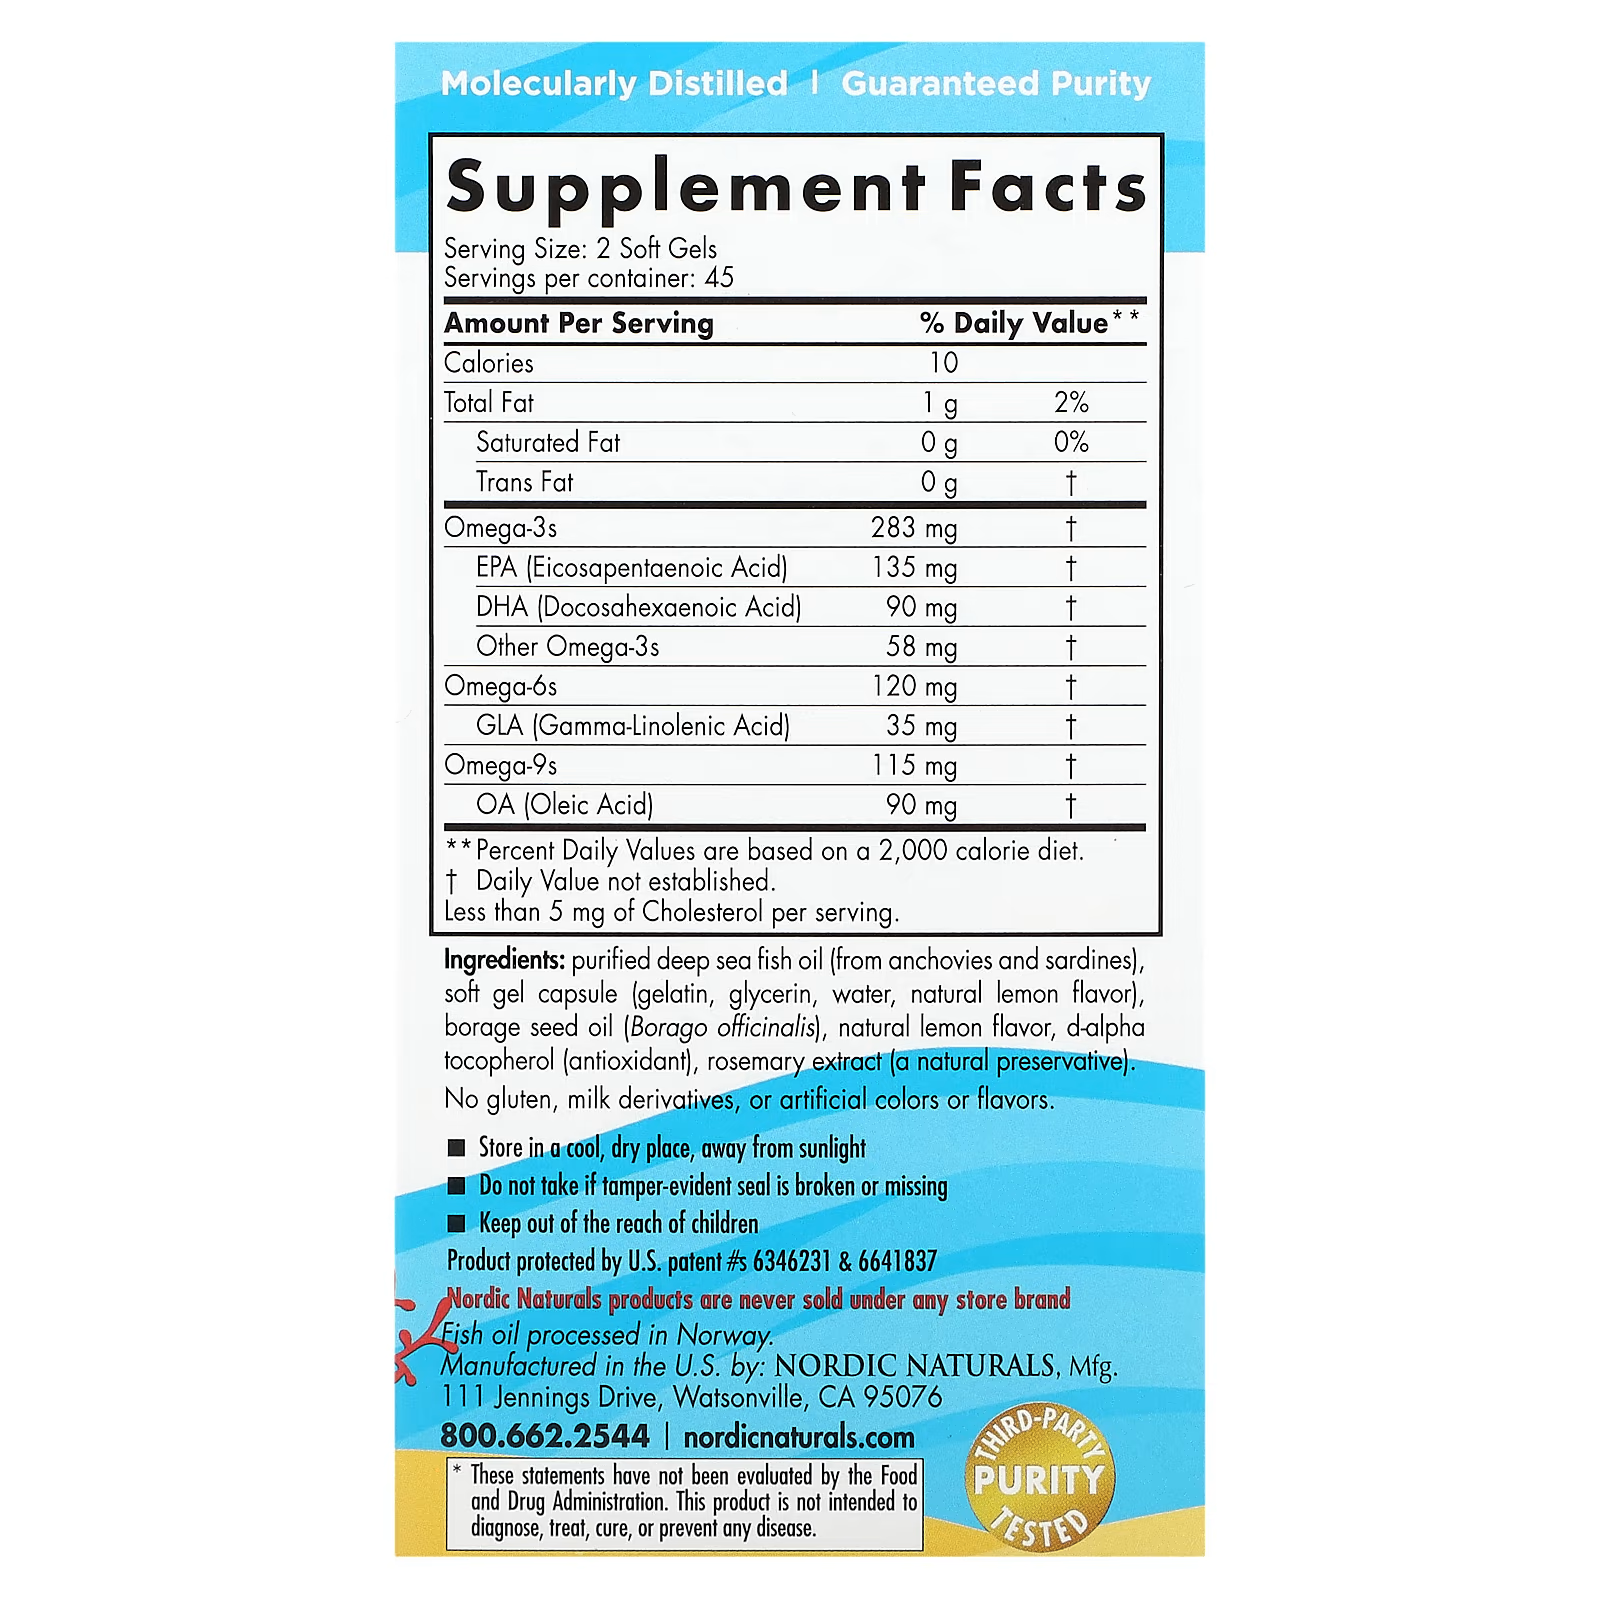 Molecularly Distilled | Guaranteed Purity
Supplement Facts
Serving Size: 2 Soft Gels
Servings per container: 45
Amount Per Serving % Daily Value**
Calories 10
Total Fat 1 g 2%
Saturated Fat 0 g 0%
Trans Fat 0 g †
Omega-3s 283 mg †
EPA (Eicosapentaenoic Acid) 135 mg †
DHA (Docosahexaenoic Acid) 90 mg †
Other Omega-3s 58 mg †
Omega-6s 120 mg †
GLA (Gamma-Linolenic Acid) 35 mg †
Omega-9s 115 mg †
OA (Oleic Acid) 90 mg †
**Percent Daily Values are based on a 2,000 calorie diet.
† Daily Value not established.
Less than 5 mg of Cholesterol per serving.
Ingredients: purified deep sea fish oil (from anchovies and sardines),
soft gel capsule (gelatin, glycerin, water, natural lemon flavor),
borage seed oil (Borago officinalis), natural lemon flavor, d-alpha
tocopherol (antioxidant), rosemary extract (a natural preservative).
No gluten, milk derivatives, or artificial colors or flavors.
■ Store in a cool, dry place, away from sunlight
■ Do not take if tamper-evident seal is broken or missing
■ Keep out of the reach of children
Product protected by U.S. patent #s 6346231 & 6641837
Nordic Naturals products are never sold under any store brand
Fish oil processed in Norway.
Manufactured in the U.S. by: NORDIC NATURALS, Mfg.
111 Jennings Drive, Watsonville, CA 95076
800.662.2544 | nordicnaturals.com
* These statements have not been evaluated by the Food
and Drug Administration. This product is not intended to
diagnose, treat, cure, or prevent any disease.
THIRD-PARTY
PURITY
TESTED